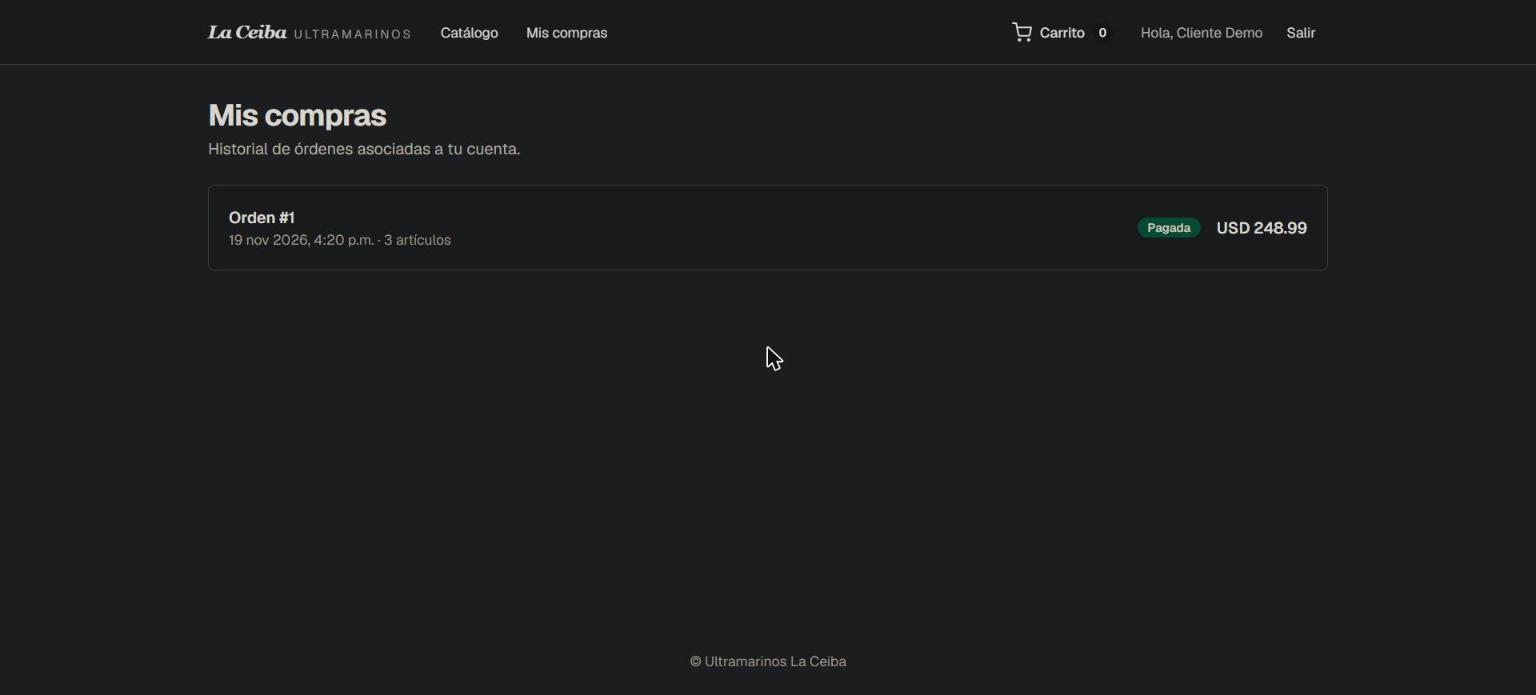 La Ceiba ULTRAMARINOS Catálogo Mis compras Carrito 0 Hola, Cliente Demo Salir
Mis compras
Historial de órdenes asociadas a tu cuenta.
Orden #1
19 nov 2026, 4:20 p.m. · 3 artículos
Pagada USD 248.99
© Ultramarinos La Ceiba